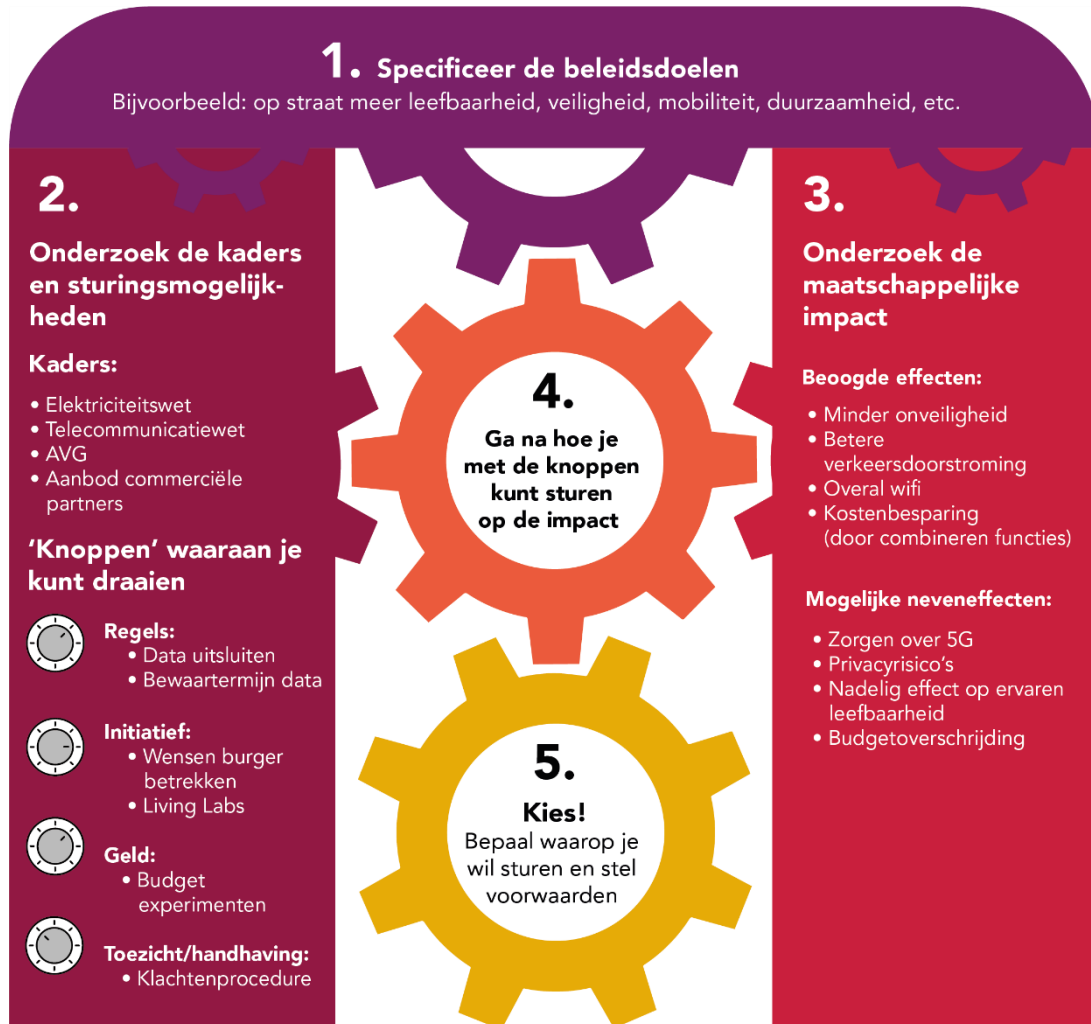 1. Specificeer de beleidsdoelen
Bijvoorbeeld: op straat meer leefbaarheid, veiligheid, mobiliteit, duurzaamheid, etc.
2.
Onderzoek de kaders
en sturingsmogelijk-
heden
Kaders:
• Elektriciteitswet
• Telecommunicatiewet
• AVG
• Aanbod commerciële
partners
‘Knoppen’ waaraan je
kunt draaien
Regels:
• Data uitsluiten
• Bewaartermijn data
Initiatief:
• Wensen burger
betrekken
• Living Labs
Geld:
• Budget
experimenten
Toezicht/handhaving:
• Klachtenprocedure
3.
Onderzoek de
maatschappelijke
impact
Beoogde effecten:
• Minder onveiligheid
• Betere
verkeersdoorstroming
• Overal wifi
• Kostenbesparing
(door combineren functies)
Mogelijke neveneffecten:
• Zorgen over 5G
• Privacyrisico’s
• Nadelig effect op ervaren
leefbaarheid
• Budgetoverschrijding
4.
Ga na hoe je
met de knoppen
kunt sturen
op de impact
5.
Kies!
Bepaal waarop je
wil sturen en stel
voorwaarden